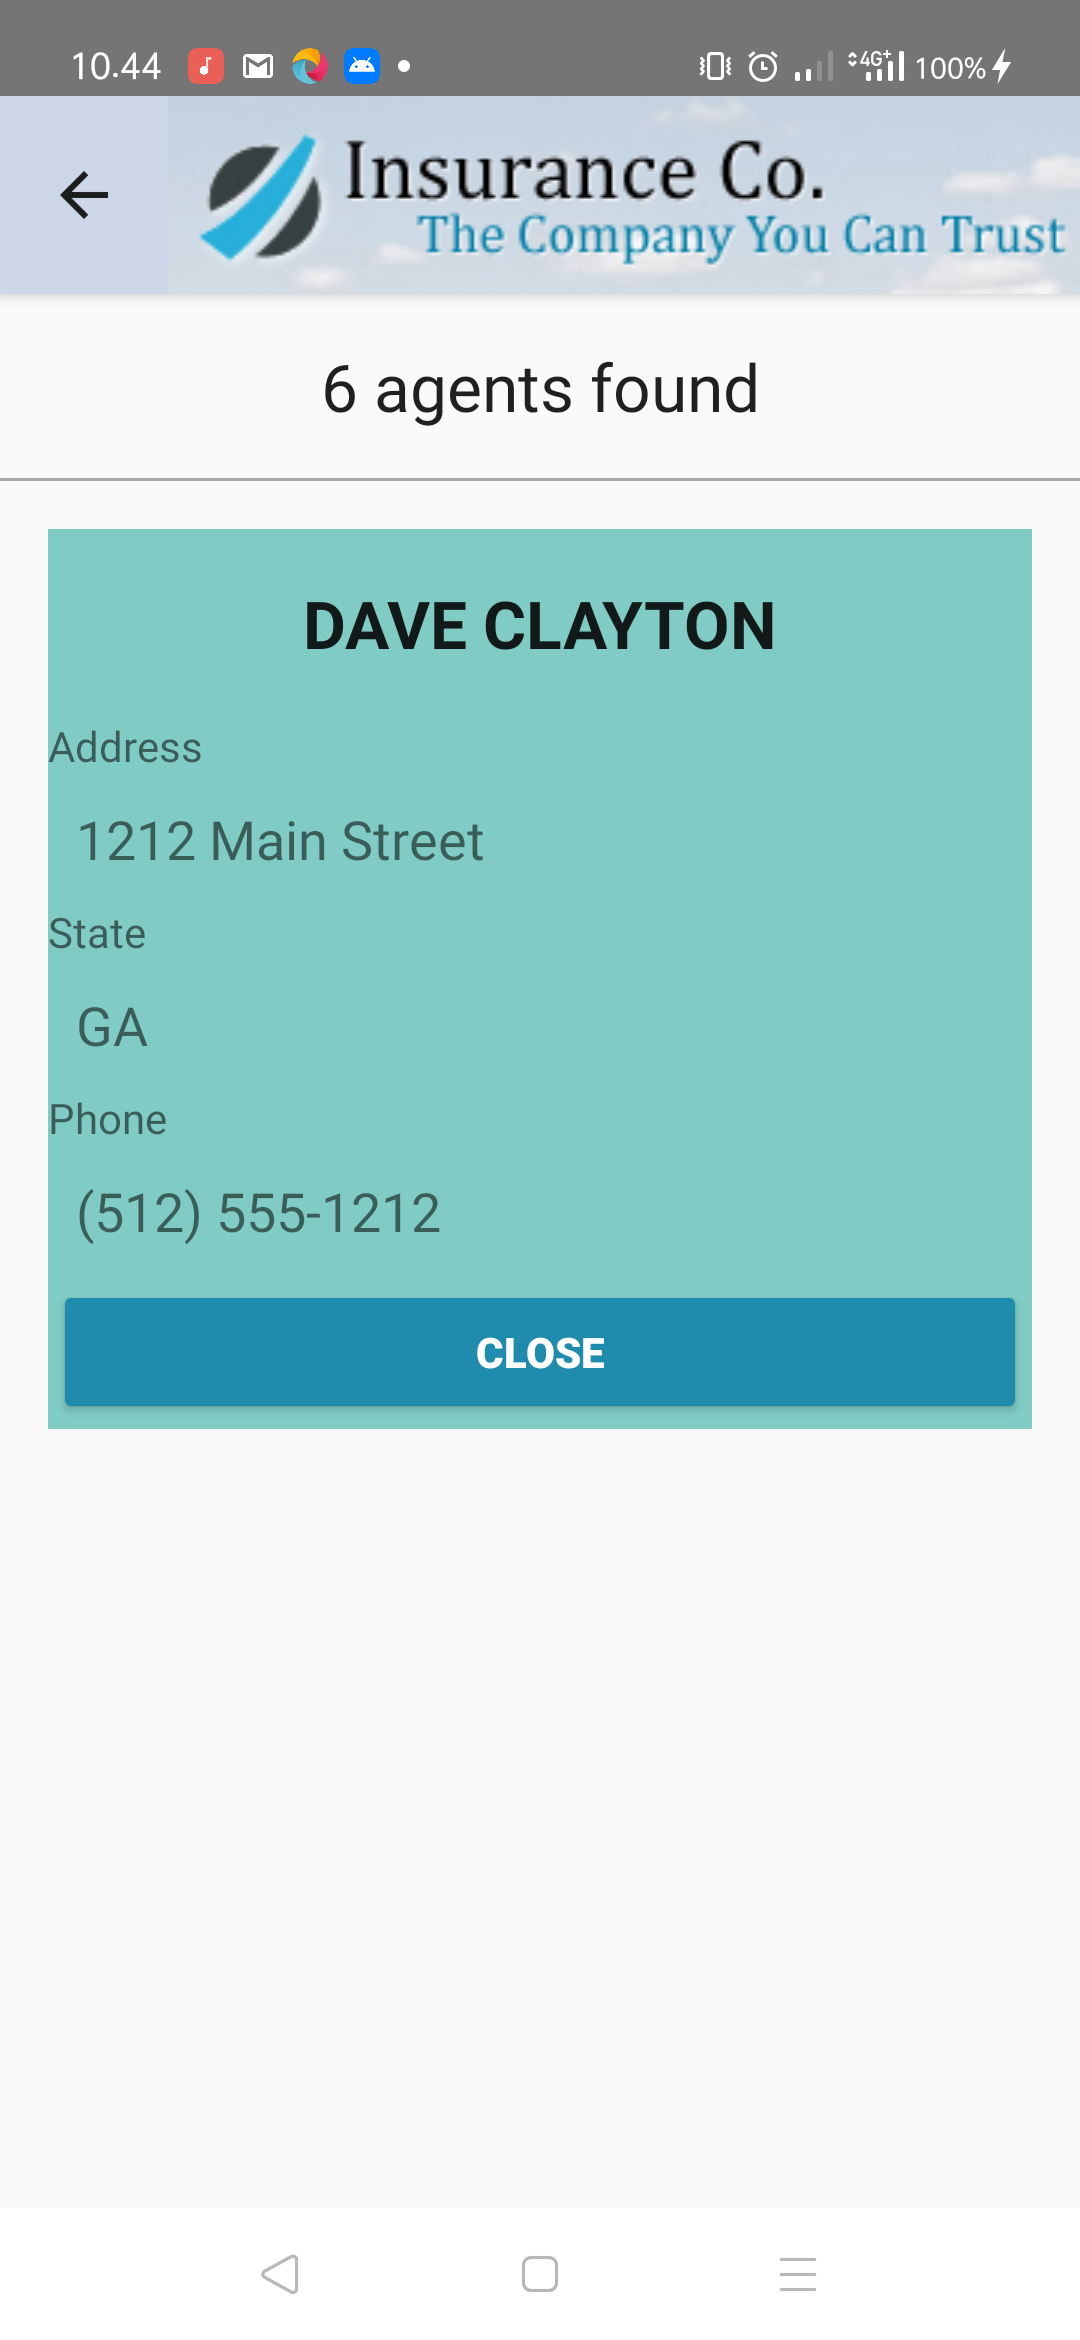 10.44 4G+ 100%
Insurance Co.
The Company You Can Trust
6 agents found
DAVE CLAYTON
Address
1212 Main Street
State
GA
Phone
(512) 555-1212
CLOSE